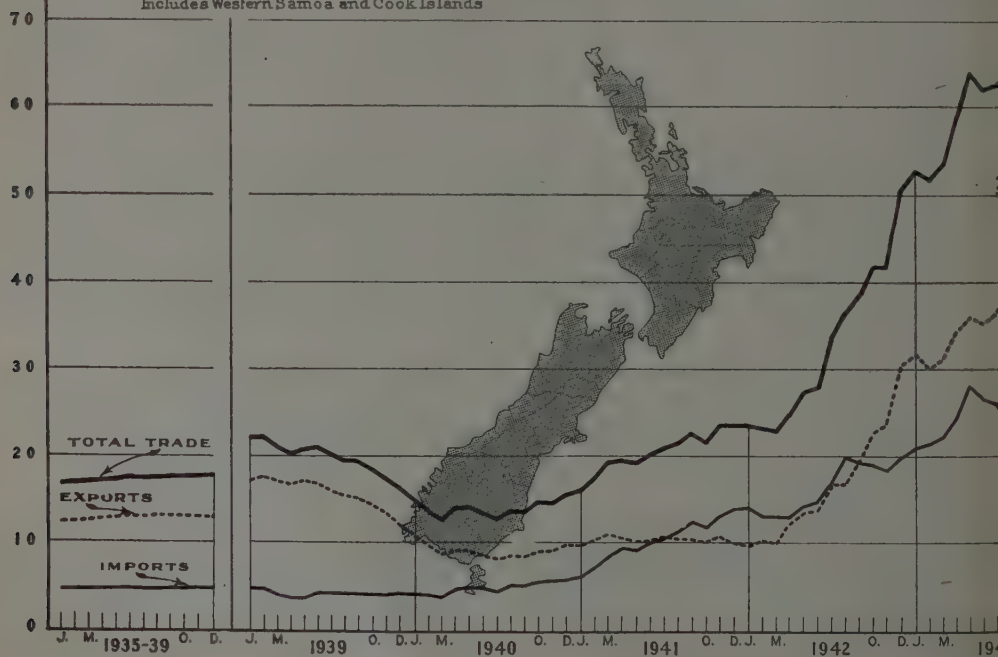 Includes Western Samoa and Cook Islands
70
60
50
40
30
20
10
0
TOTAL TRADE
EXPORTS
IMPORTS
J. M. O. D. J. M. O. D. J. M. O. D. J. M. O. D. J. M. O. D. J. M.
1935-39 1939 1940 1941 1942